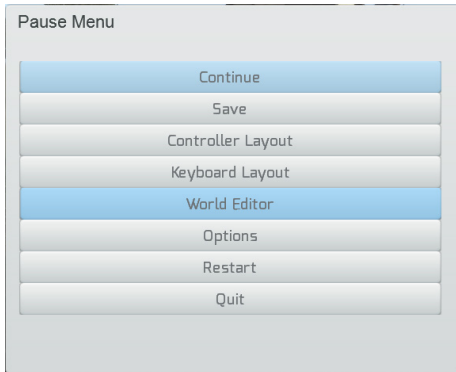 Pause Menu
Continue
Save
Controller Layout
Keyboard Layout
World Editor
Options
Restart
Quit